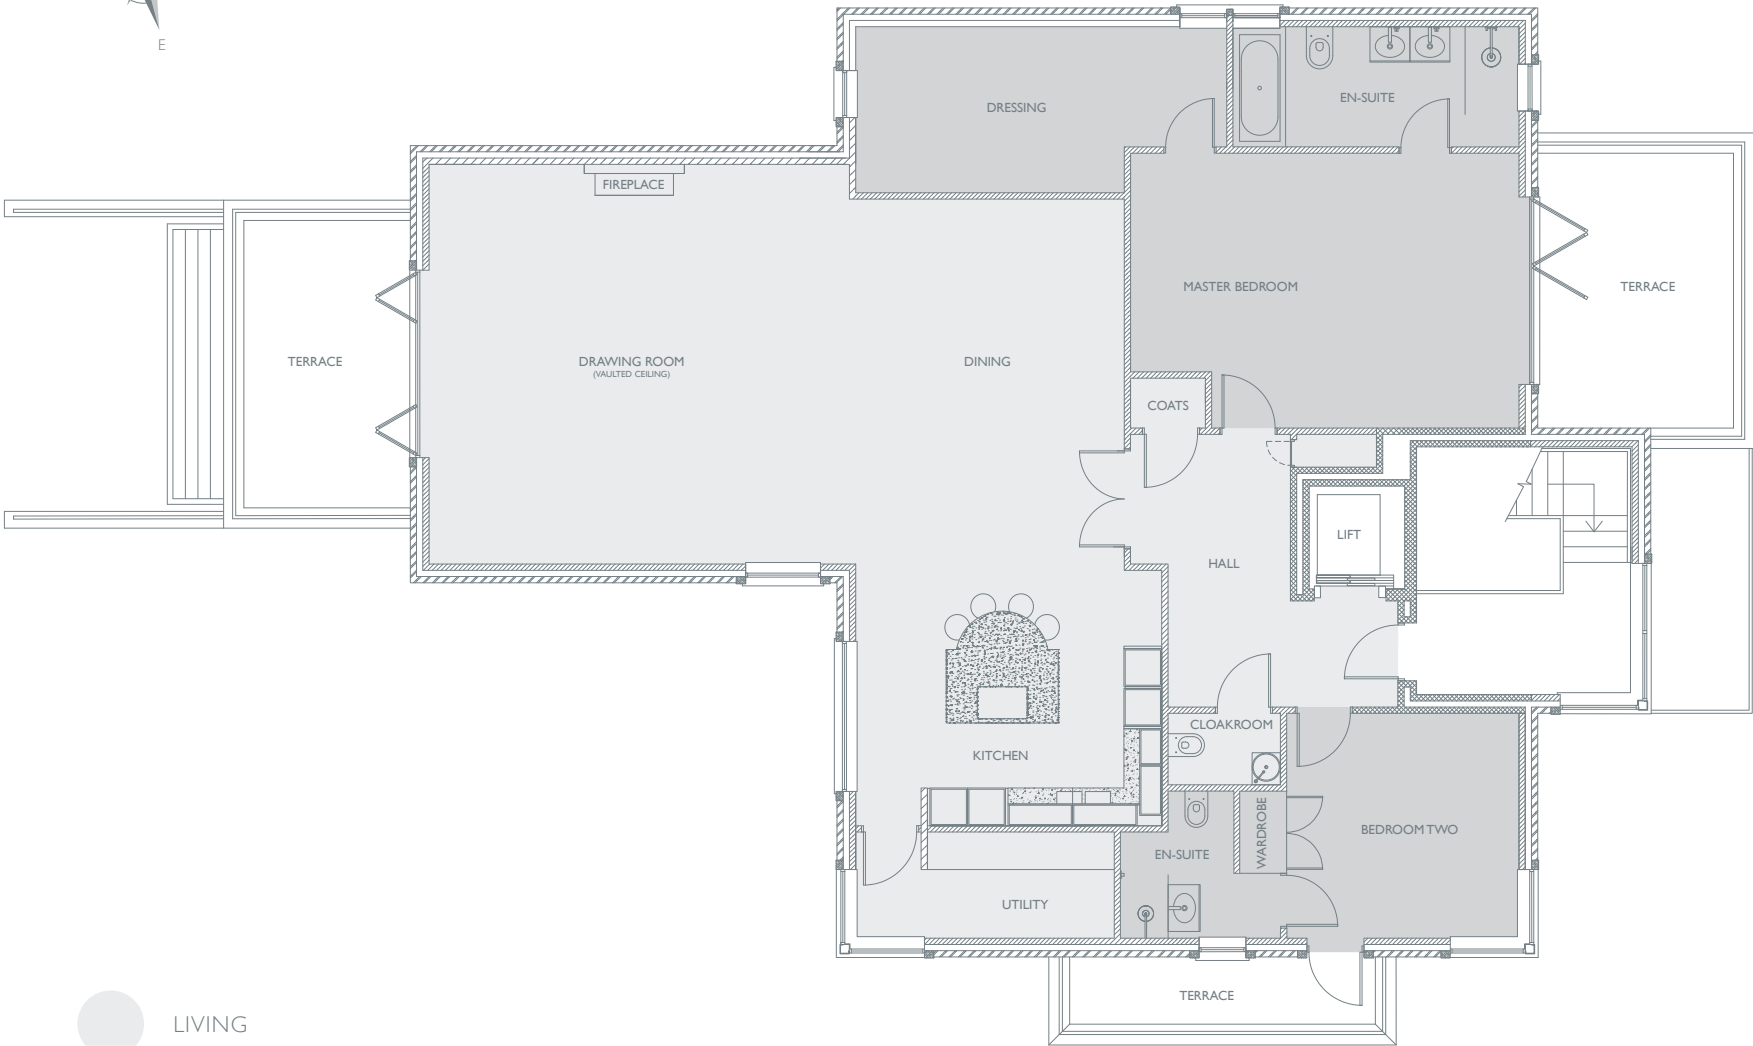 E
DRESSING
EN-SUITE
FIREPLACE
MASTER BEDROOM
TERRACE
TERRACE
DRAWING ROOM
(VAULTED CEILING)
DINING
COATS
LIFT
HALL
CLOAKROOM
KITCHEN
WARDROBE
BEDROOM TWO
EN-SUITE
UTILITY
TERRACE
LIVING